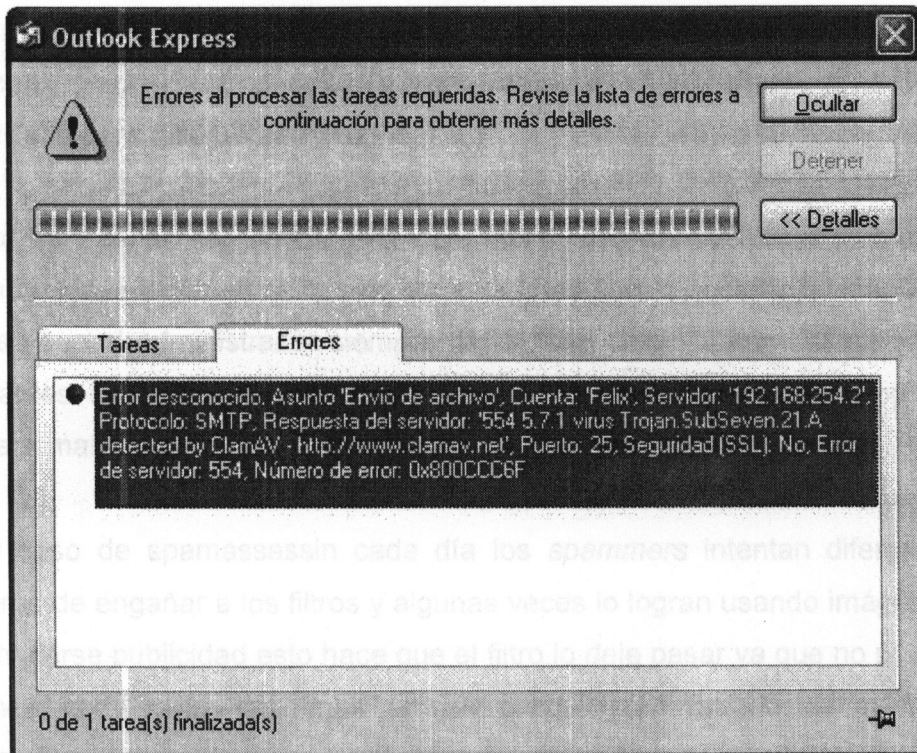 Outlook Express
Errores al procesar las tareas requeridas. Revise la lista de errores a
continuación para obtener más detalles.
Ocultar
Detener
<< Detalles
Tareas
Errores
Error desconocido. Asunto 'Envio de archivo', Cuenta: 'Felix', Servidor: '192.168.254.2',
Protocolo: SMTP, Respuesta del servidor: '554 5.7.1 virus Trojan.SubSeven.21.A
detected by ClamAV - http://www.clamav.net', Puerto: 25, Seguridad (SSL): No, Error
de servidor: 554, Número de error: 0x800CCC6F
de spamassassin cada día los spammers intentan
de engañar a los filtros y algunas veces lo logran usando
publicidad esto hace que el filtro lo deje pasar ya que no
0 de 1 tarea(s) finalizada(s)